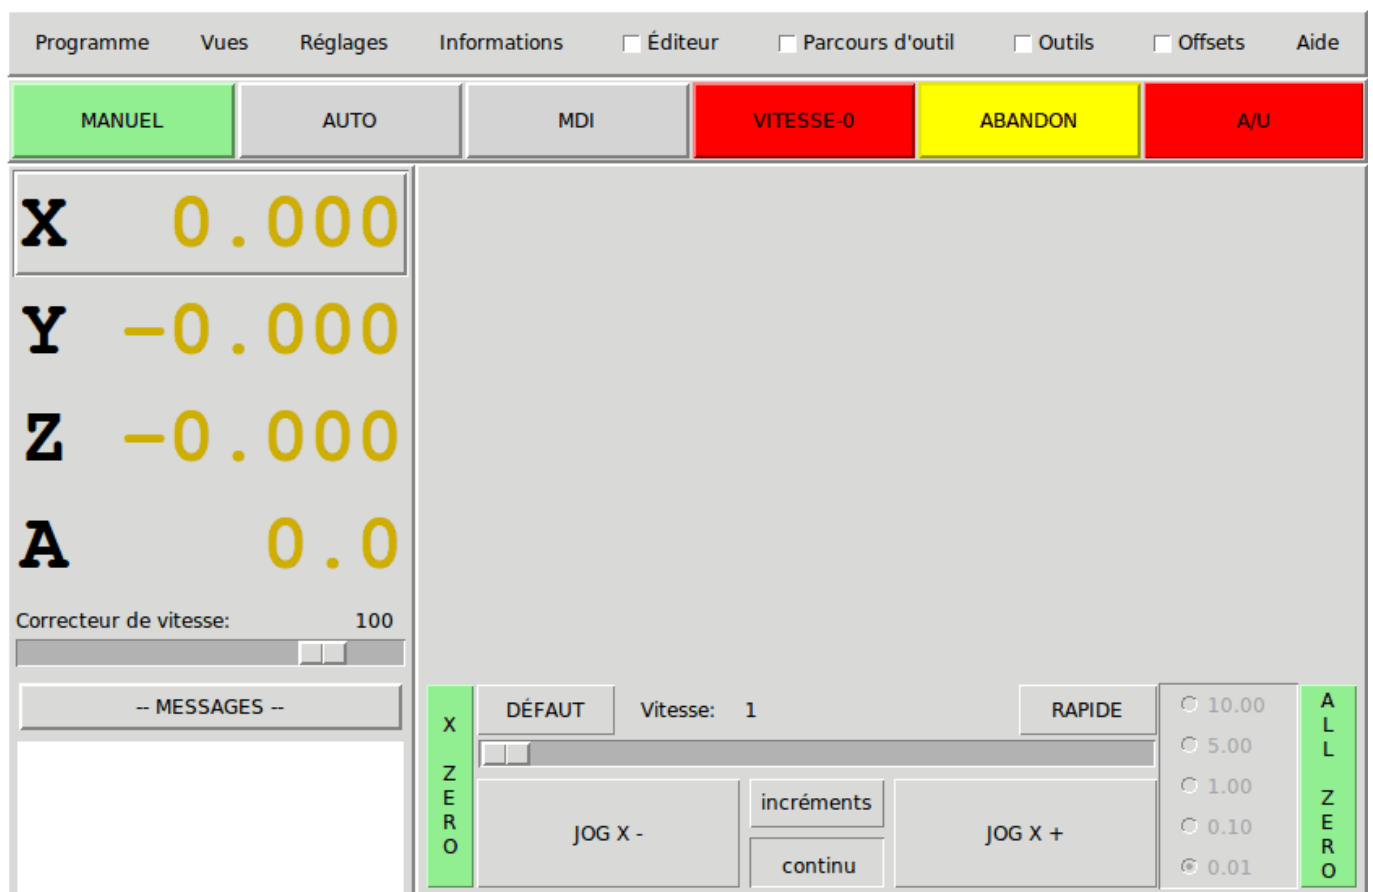 Programme Vues Réglages Informations Éditeur Parcours d'outil Outils Offsets Aide
MANUEL AUTO MDI VITESSE-0 ABANDON A/U
X 0.000
Y -0.000
Z -0.000
A 0.0
Correcteur de vitesse: 100
-- MESSAGES --
X ZERO
DÉFAUT Vitesse: 1 RAPIDE
JOG X -
incréments
continu
JOG X +
10.00
5.00
1.00
0.10
0.01
ALL ZERO